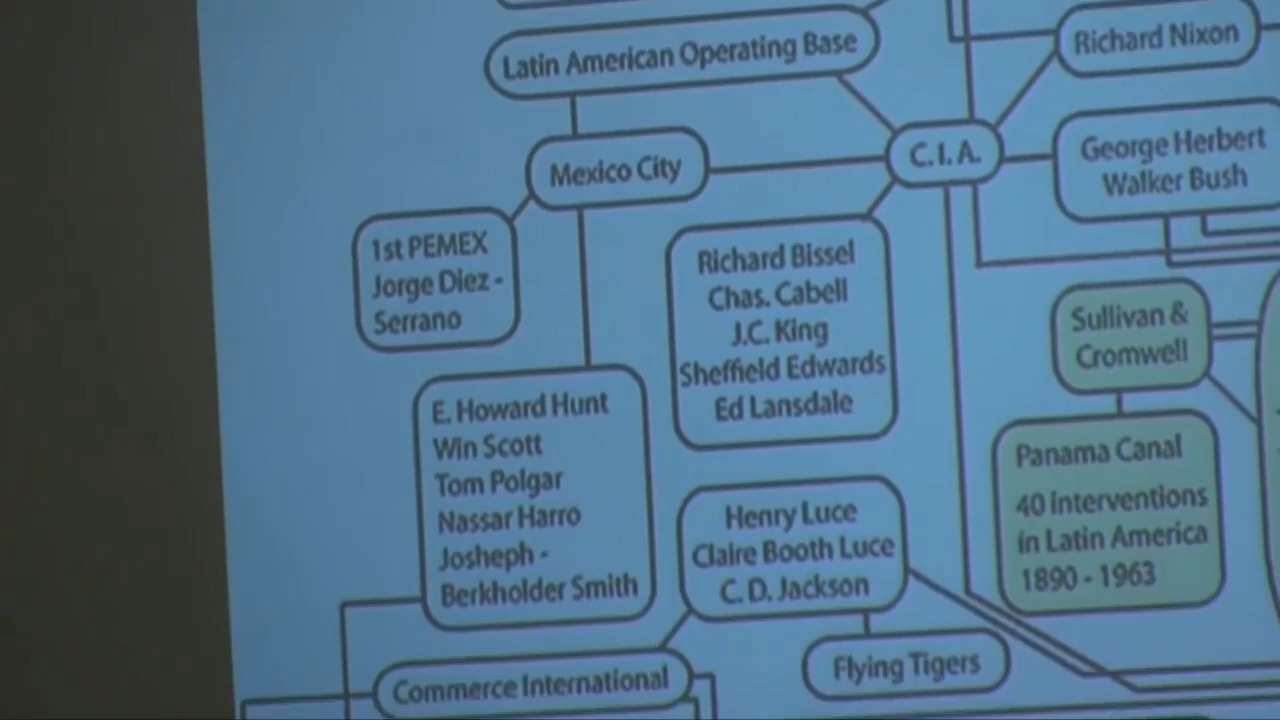 Latin American Operating Base
Richard Nixon
Mexico City
C.I.A.
George Herbert
Walker Bush
1st PEMEX
Jorge Diez -
Serrano
Richard Bissel
Chas. Cabell
J.C. King
Sheffield Edwards
Ed Lansdale
Sullivan &
Cromwell
E. Howard Hunt
Win Scott
Tom Polgar
Nassar Harro
Josheph -
Berkholder Smith
Panama Canal
40 interventions
in Latin America
1890 - 1963
Henry Luce
Claire Booth Luce
C. D. Jackson
Flying Tigers
Commerce International